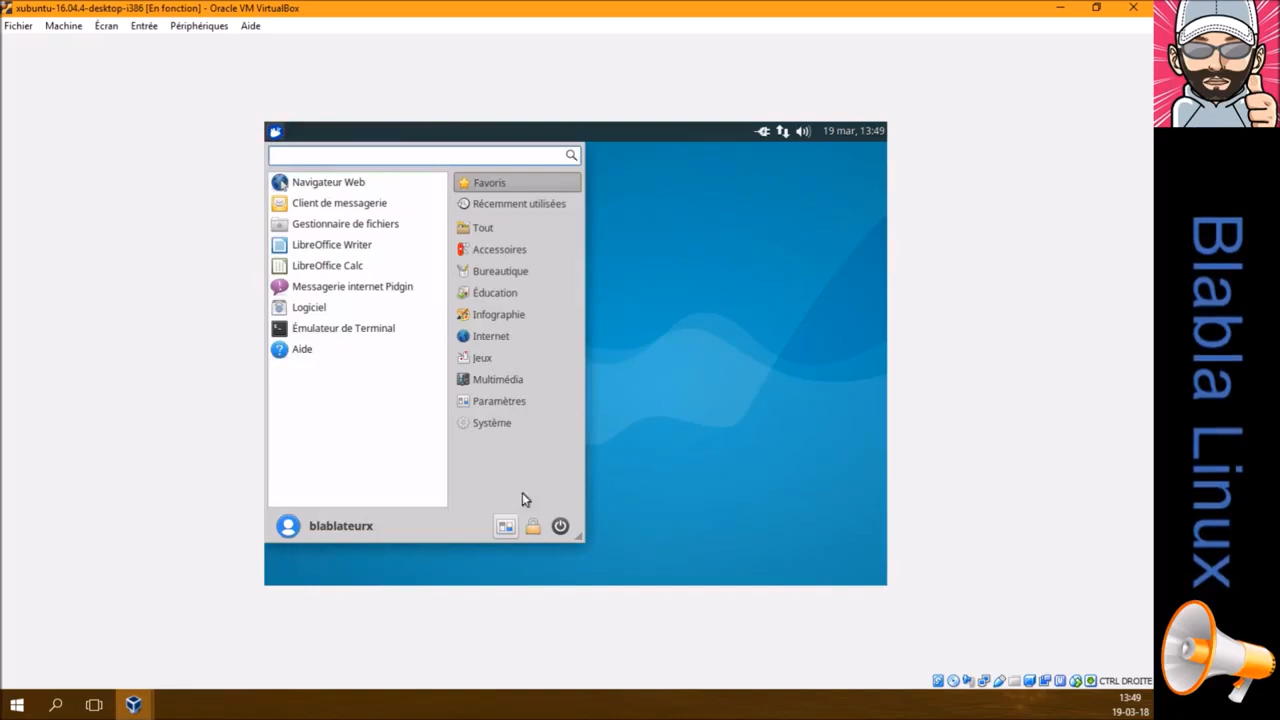 xubuntu-16.04.4-desktop-i386 [En fonction] - Oracle VM VirtualBox
Fichier Machine Écran Entrée Périphériques Aide
19 mar, 13:49
Navigateur Web
Client de messagerie
Gestionnaire de fichiers
LibreOffice Writer
LibreOffice Calc
Messagerie internet Pidgin
Logiciel
Émulateur de Terminal
Aide
Favoris
Récemment utilisées
Tout
Accessoires
Bureautique
Éducation
Infographie
Internet
Jeux
Multimédia
Paramètres
Système
blablateurx
Blabla Linux
CTRL DROITE
13:49
19-03-18